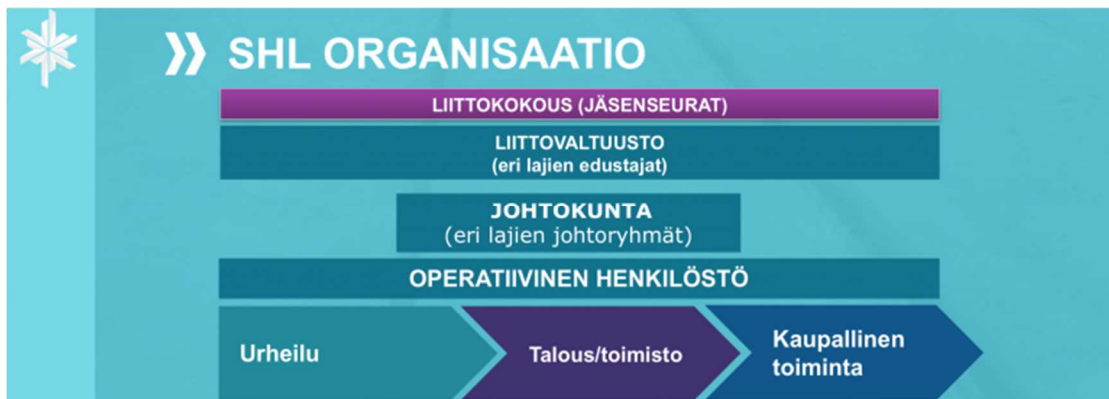 SHL ORGANISAATIO
LIITTOKOKOUS (JÄSENSEURAT)
LIITTOVALTUUSTO
(eri lajien edustajat)
JOHTOKUNTA
(eri lajien johtoryhmät)
OPERATIIVINEN HENKILÖSTÖ
Urheilu
Talous/toimisto
Kaupallinen
toiminta